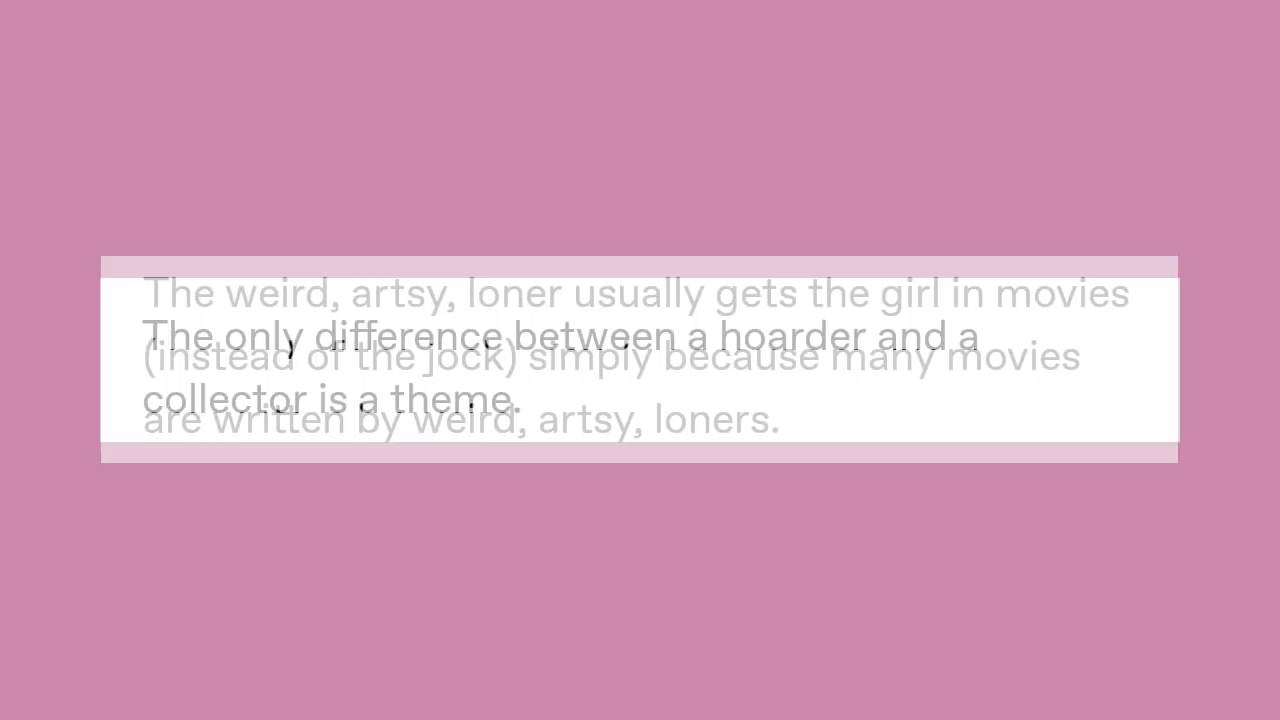 The weird, artsy, loner usually gets the girl in movies
The only difference between a hoarder and a
(instead of the jock) simply because many movies
collector is a theme.
are written by weird, artsy, loners.